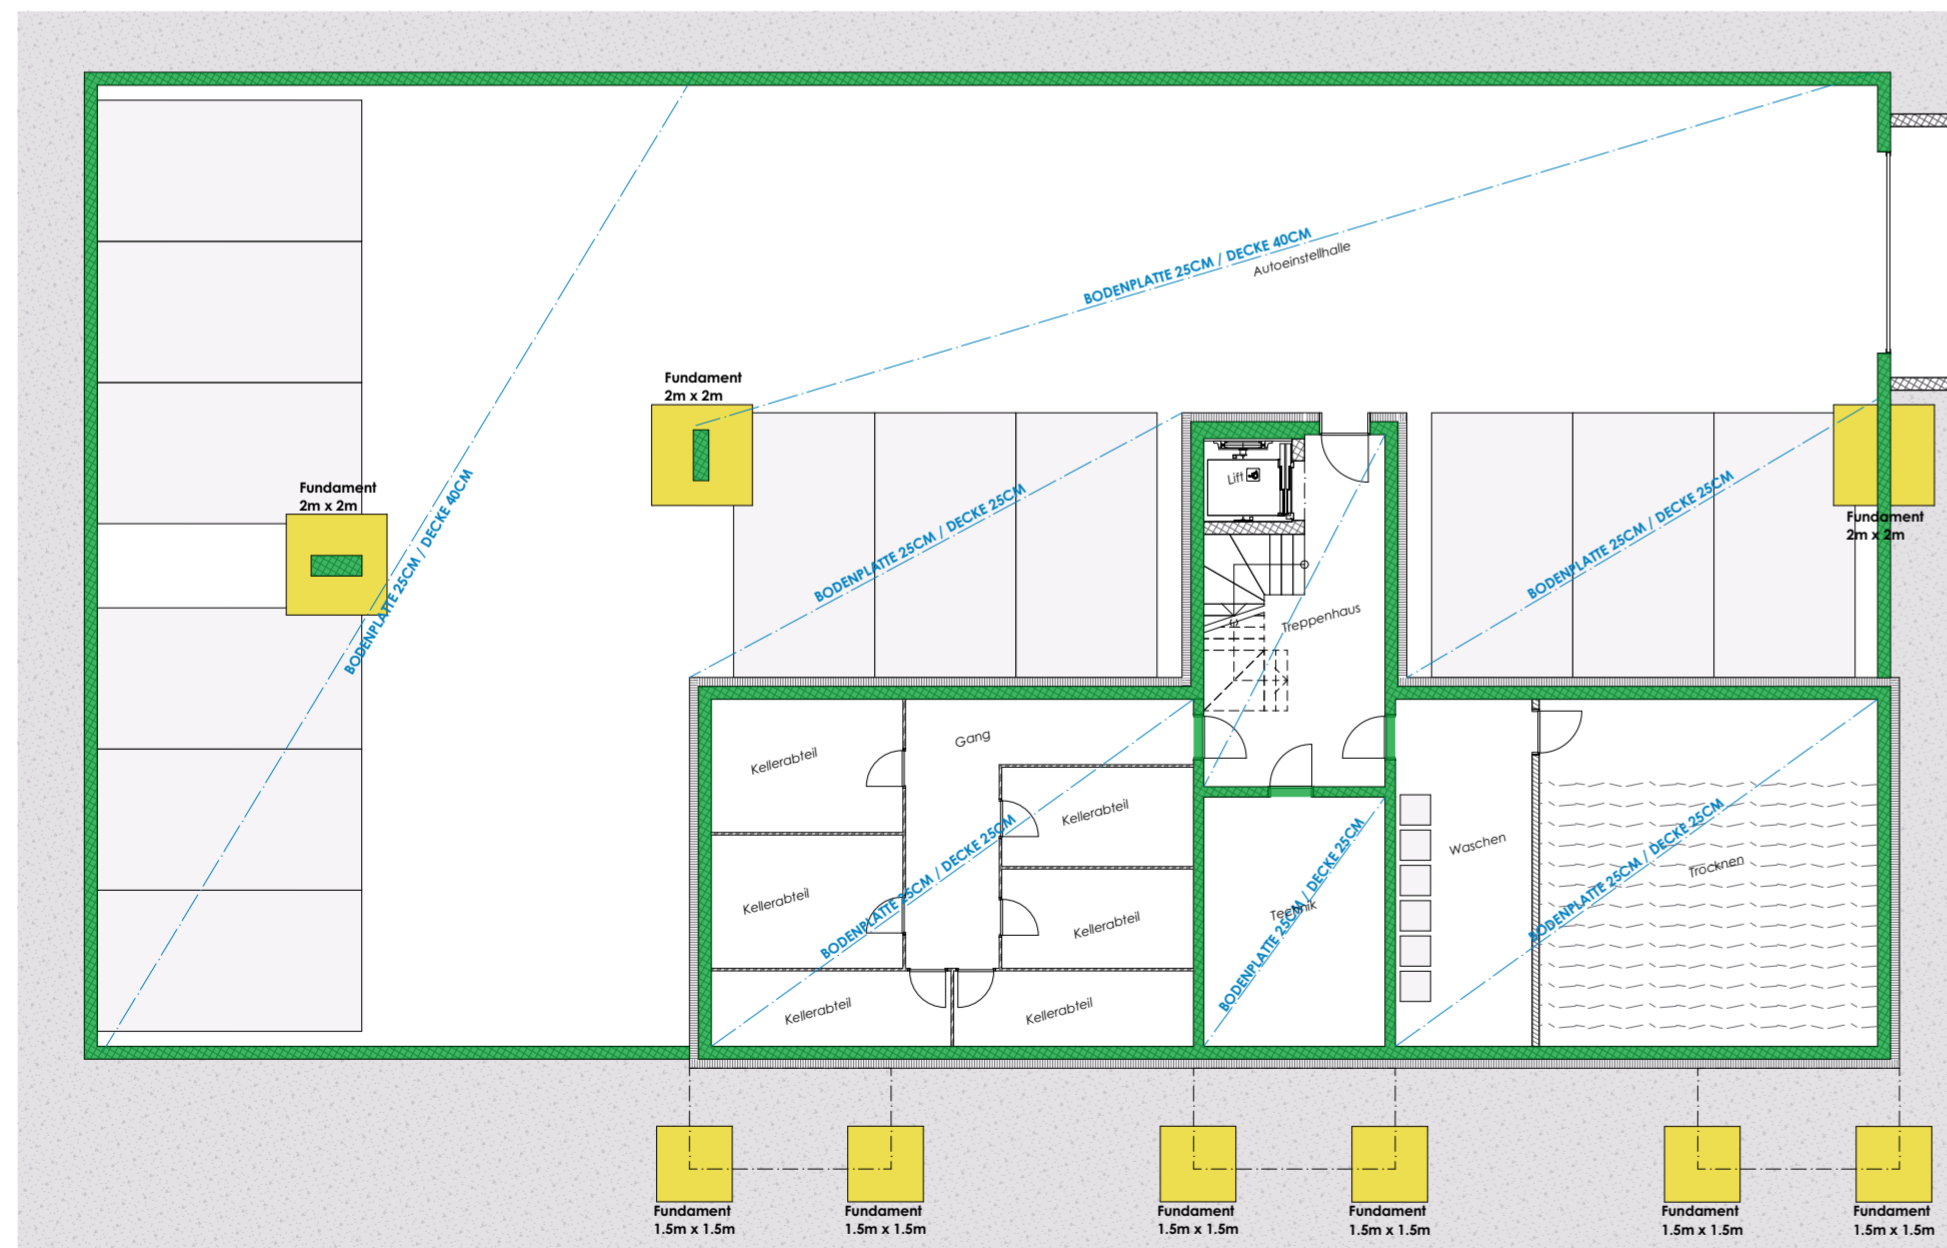 BODENPLATTE 25CM / DECKE 40CM
Autoeinstellhalle
Fundament
2m x 2m
Fundament
2m x 2m
BODENPLATTE 25CM / DECKE 40CM
BODENPLATTE 25CM / DECKE 25CM
Lift
Treppenhaus
BODENPLATTE 25CM / DECKE 25CM
Fundament
2m x 2m
Kellerabteil
Gang
Kellerabteil
Kellerabteil
Kellerabteil
BODENPLATTE 25CM / DECKE 25CM
Kellerabteil
Kellerabteil
Technik
BODENPLATTE 25CM / DECKE 25CM
Waschen
Trocknen
BODENPLATTE 25CM / DECKE 25CM
Fundament
1.5m x 1.5m
Fundament
1.5m x 1.5m
Fundament
1.5m x 1.5m
Fundament
1.5m x 1.5m
Fundament
1.5m x 1.5m
Fundament
1.5m x 1.5m